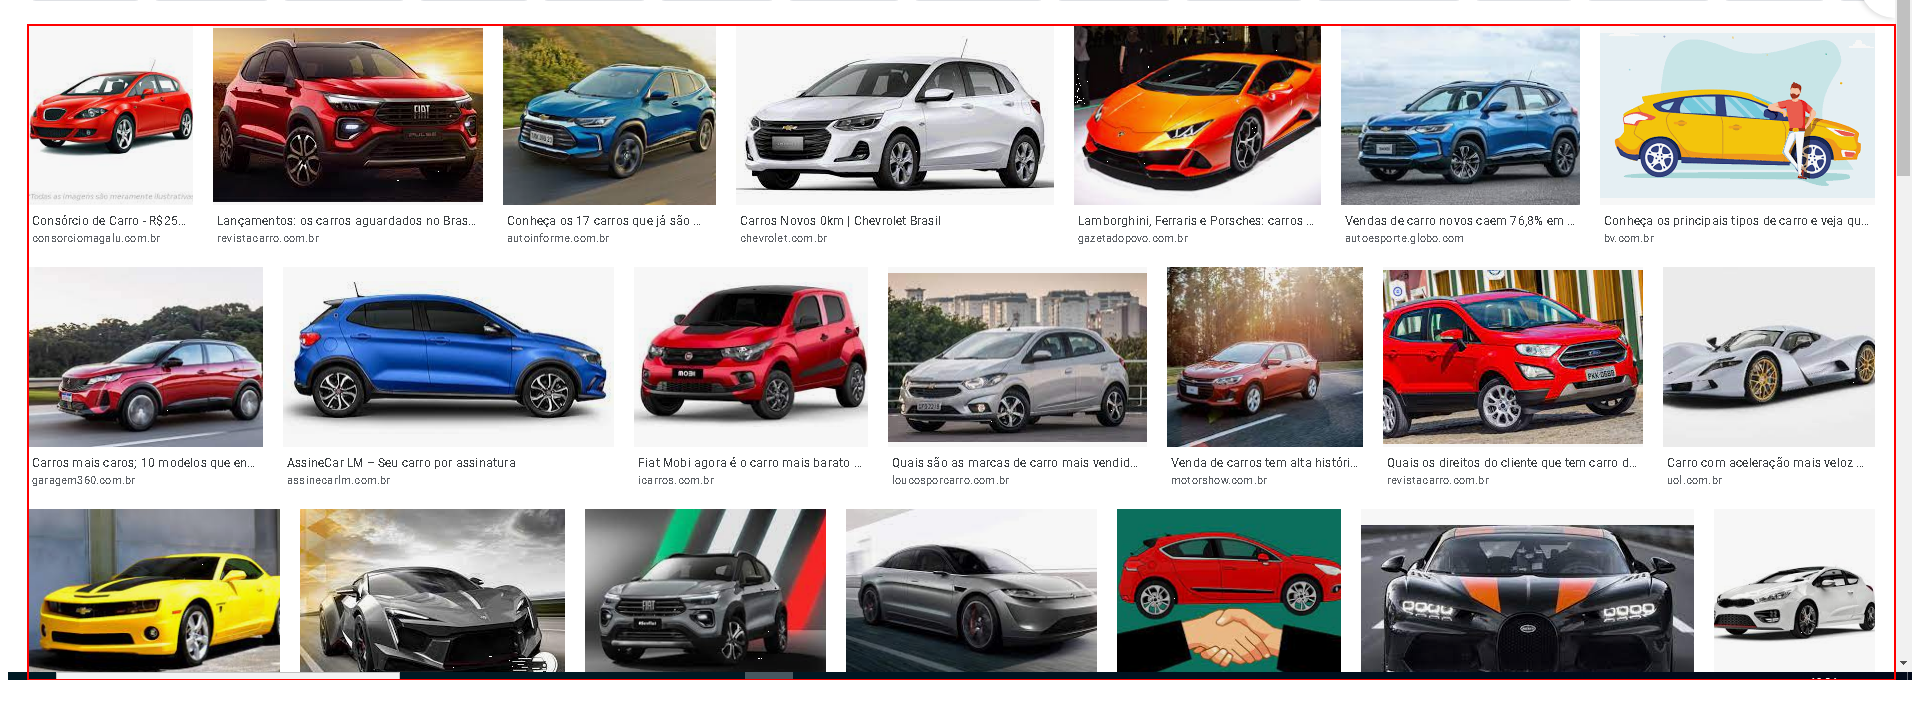 Todas as imagem são meramente ilustrativas
FIAT
PULSE
Consórcio de Carro - R$25...
consorciomagalu.com.br
Lançamentos: os carros aguardados no Bras...
revistacarro.com.br
Conheça os 17 carros que já são ...
autoinforme.com.br
Carros Novos 0km | Chevrolet Brasil
chevrolet.com.br
Lamborghini, Ferraris e Porsches: carros ...
gazetadopovo.com.br
Vendas de carro novos caem 76,8% em ...
autoesporte.globo.com
Conheça os principais tipos de carro e veja qu...
bv.com.br
MOBI
PKK-0688
Carros mais caros; 10 modelos que en...
garagem360.com.br
AssineCar LM – Seu carro por assinatura
assinecarlm.com.br
Fiat Mobi agora é o carro mais barato ...
icarros.com.br
Quais são as marcas de carro mais vendid...
loucosporcarro.com.br
Venda de carros tem alta históri...
motorshow.com.br
Quais os direitos do cliente que tem carro d...
revistacarro.com.br
Carro com aceleração mais veloz ...
uol.com.br
FIAT